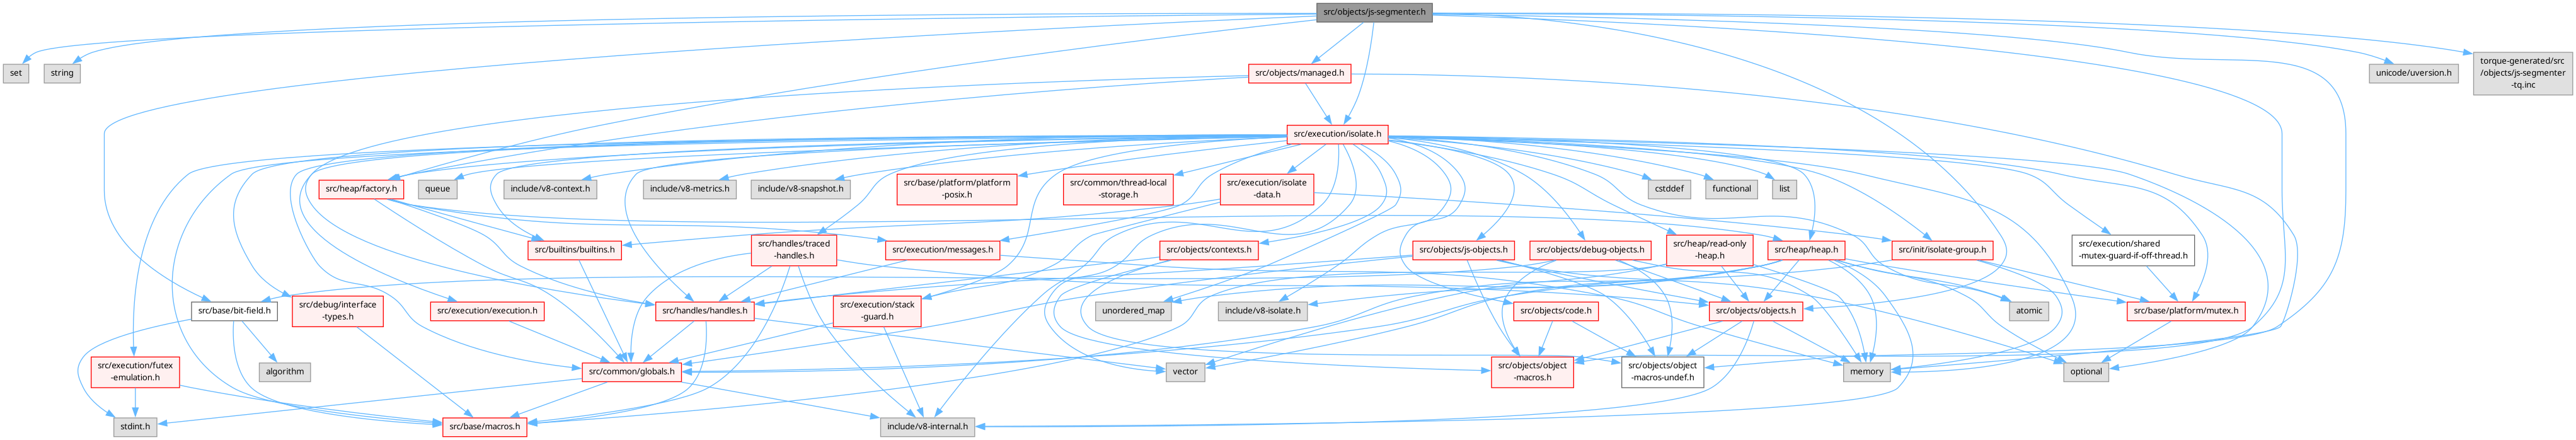 src/objects/js-segmenter.h
set
string
src/objects/managed.h
unicode/uversion.h
torque-generated/src
/objects/js-segmenter
-tq.inc
src/execution/isolate.h
src/heap/factory.h
queue
include/v8-context.h
include/v8-metrics.h
include/v8-snapshot.h
src/base/platform/platform
-posix.h
src/common/thread-local
-storage.h
src/execution/isolate
-data.h
cstddef
functional
list
src/builtins/builtins.h
src/handles/traced
-handles.h
src/execution/messages.h
src/objects/contexts.h
src/objects/js-objects.h
src/objects/debug-objects.h
src/heap/read-only
-heap.h
src/heap/heap.h
src/init/isolate-group.h
src/execution/shared
-mutex-guard-if-off-thread.h
src/base/bit-field.h
src/debug/interface
-types.h
src/execution/execution.h
src/handles/handles.h
src/execution/stack
-guard.h
unordered_map
include/v8-isolate.h
src/objects/code.h
src/objects/objects.h
atomic
src/base/platform/mutex.h
src/execution/futex
-emulation.h
algorithm
src/common/globals.h
vector
src/objects/object
-macros.h
src/objects/object
-macros-undef.h
memory
optional
stdint.h
src/base/macros.h
include/v8-internal.h